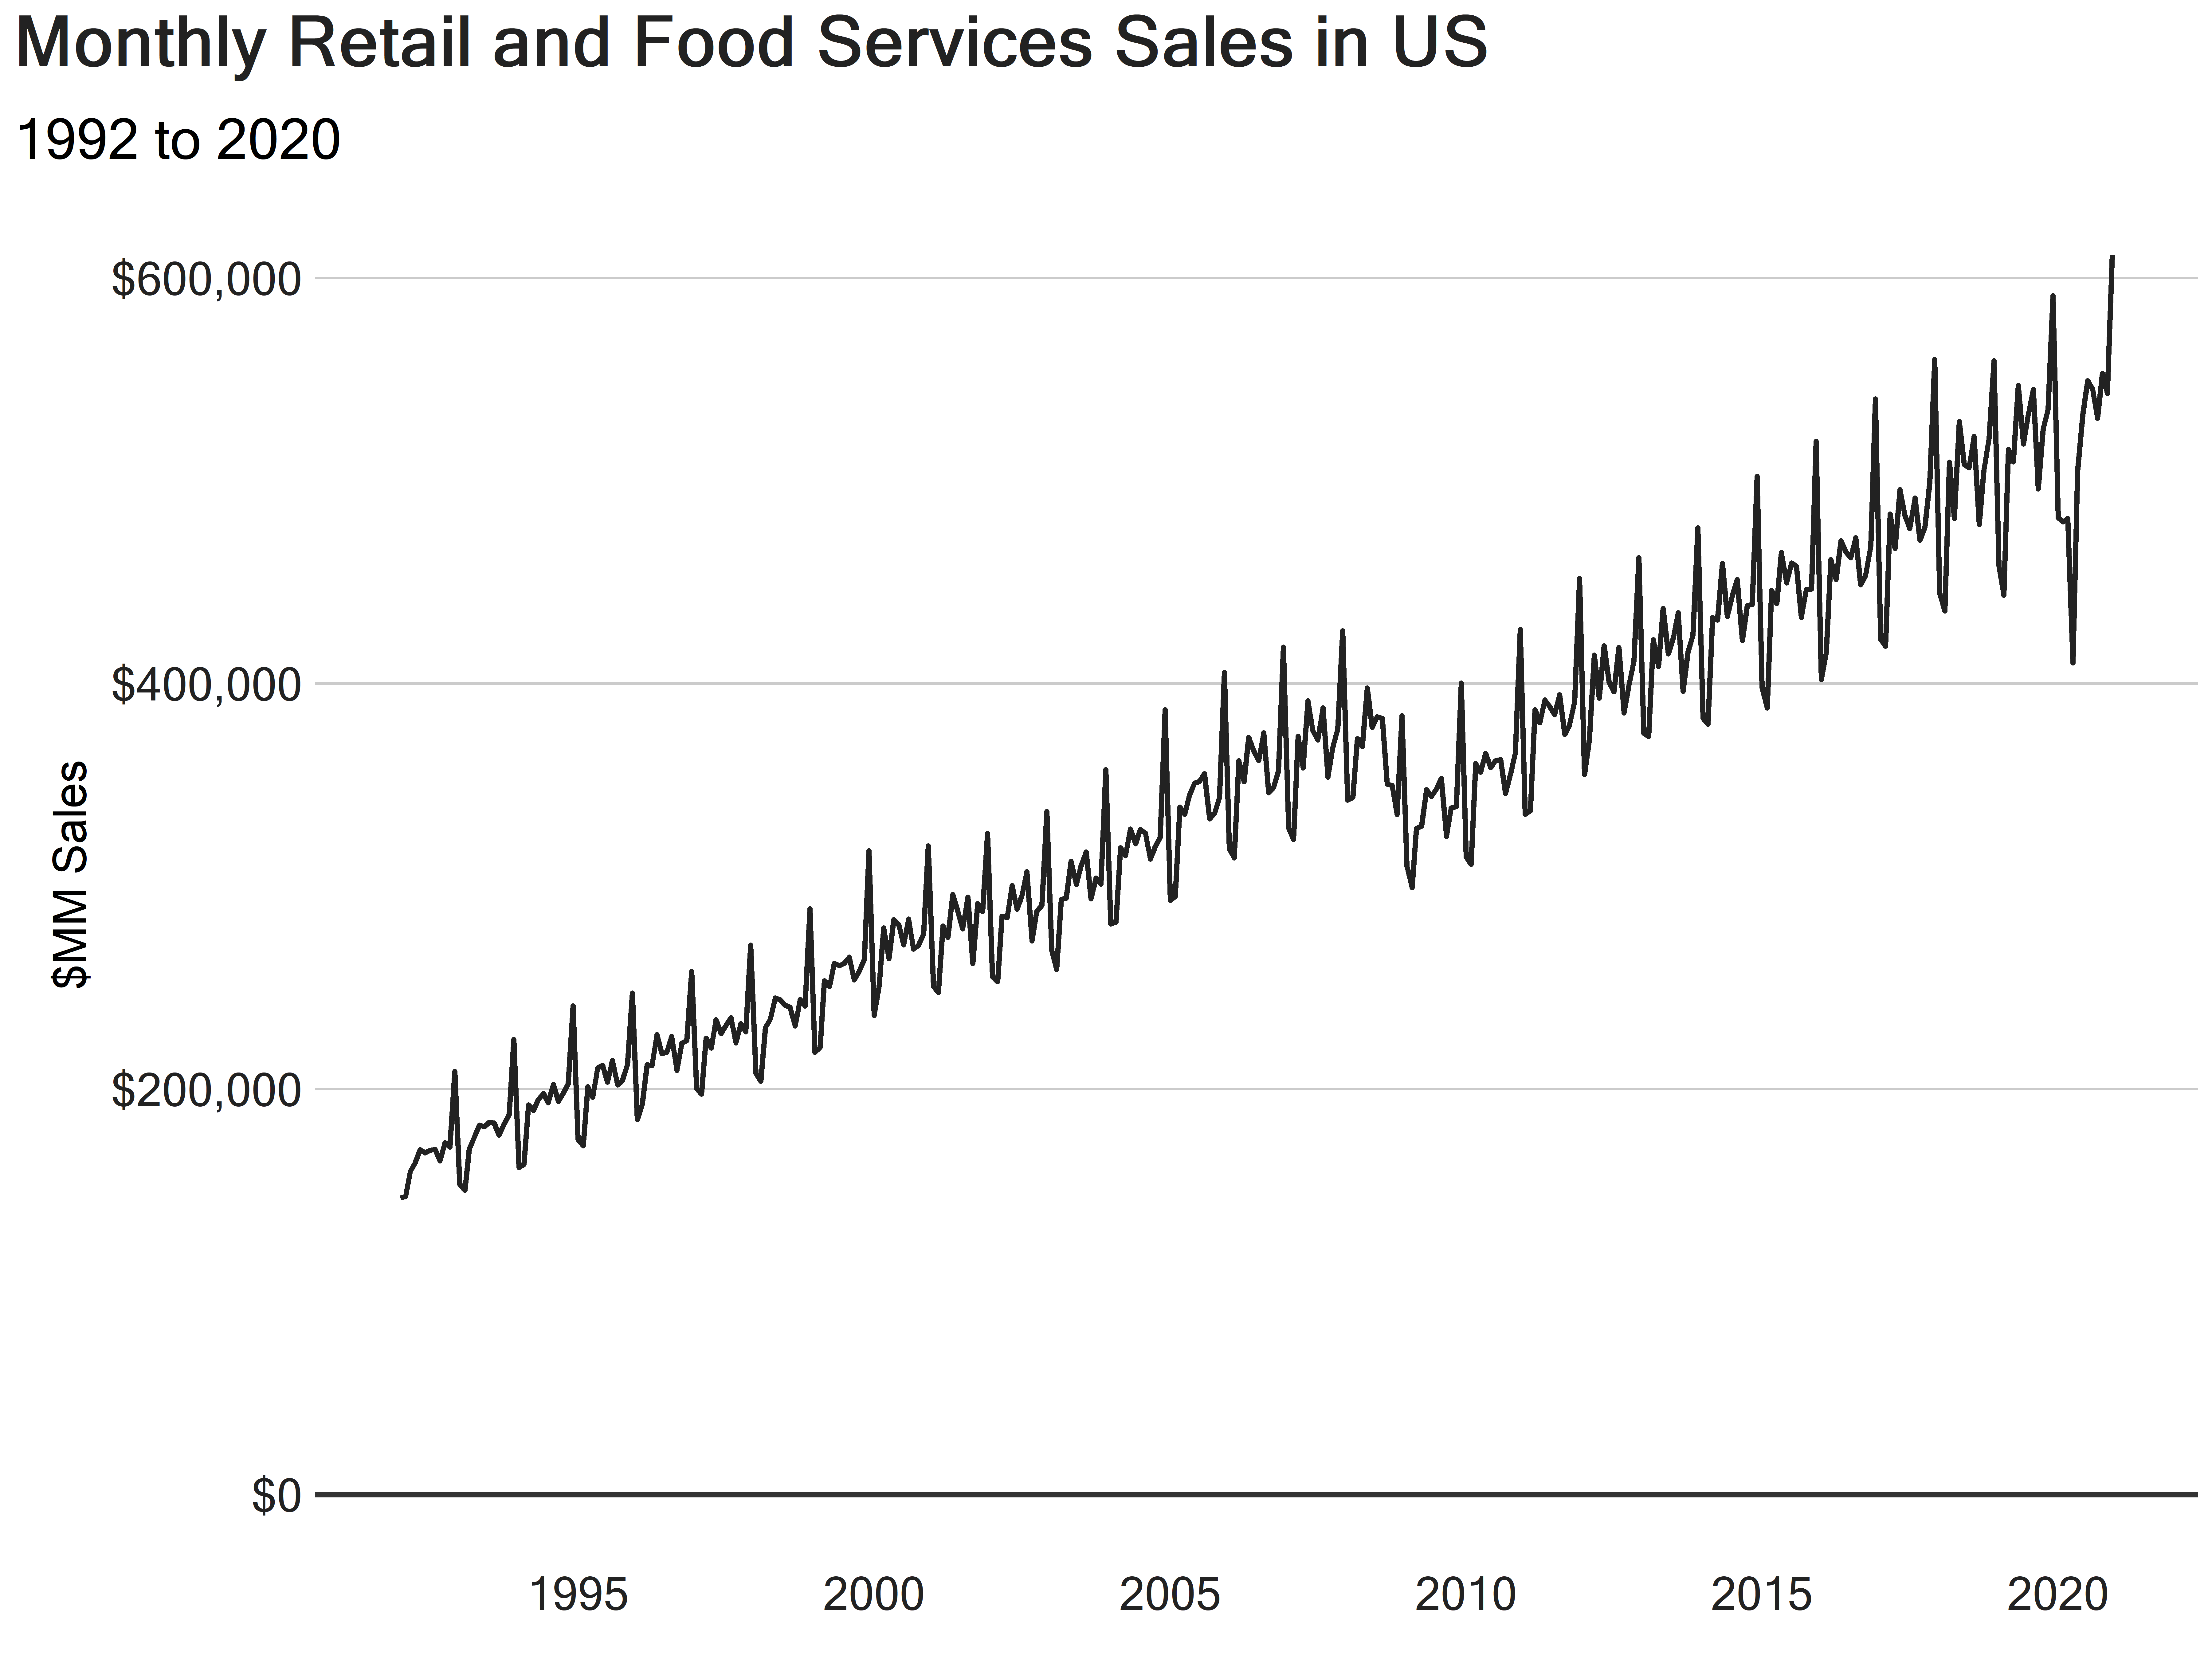 Monthly Retail and Food Services Sales in US
1992 to 2020
$600,000
$400,000
$200,000
$0
$MM Sales
1995 2000 2005 2010 2015 2020